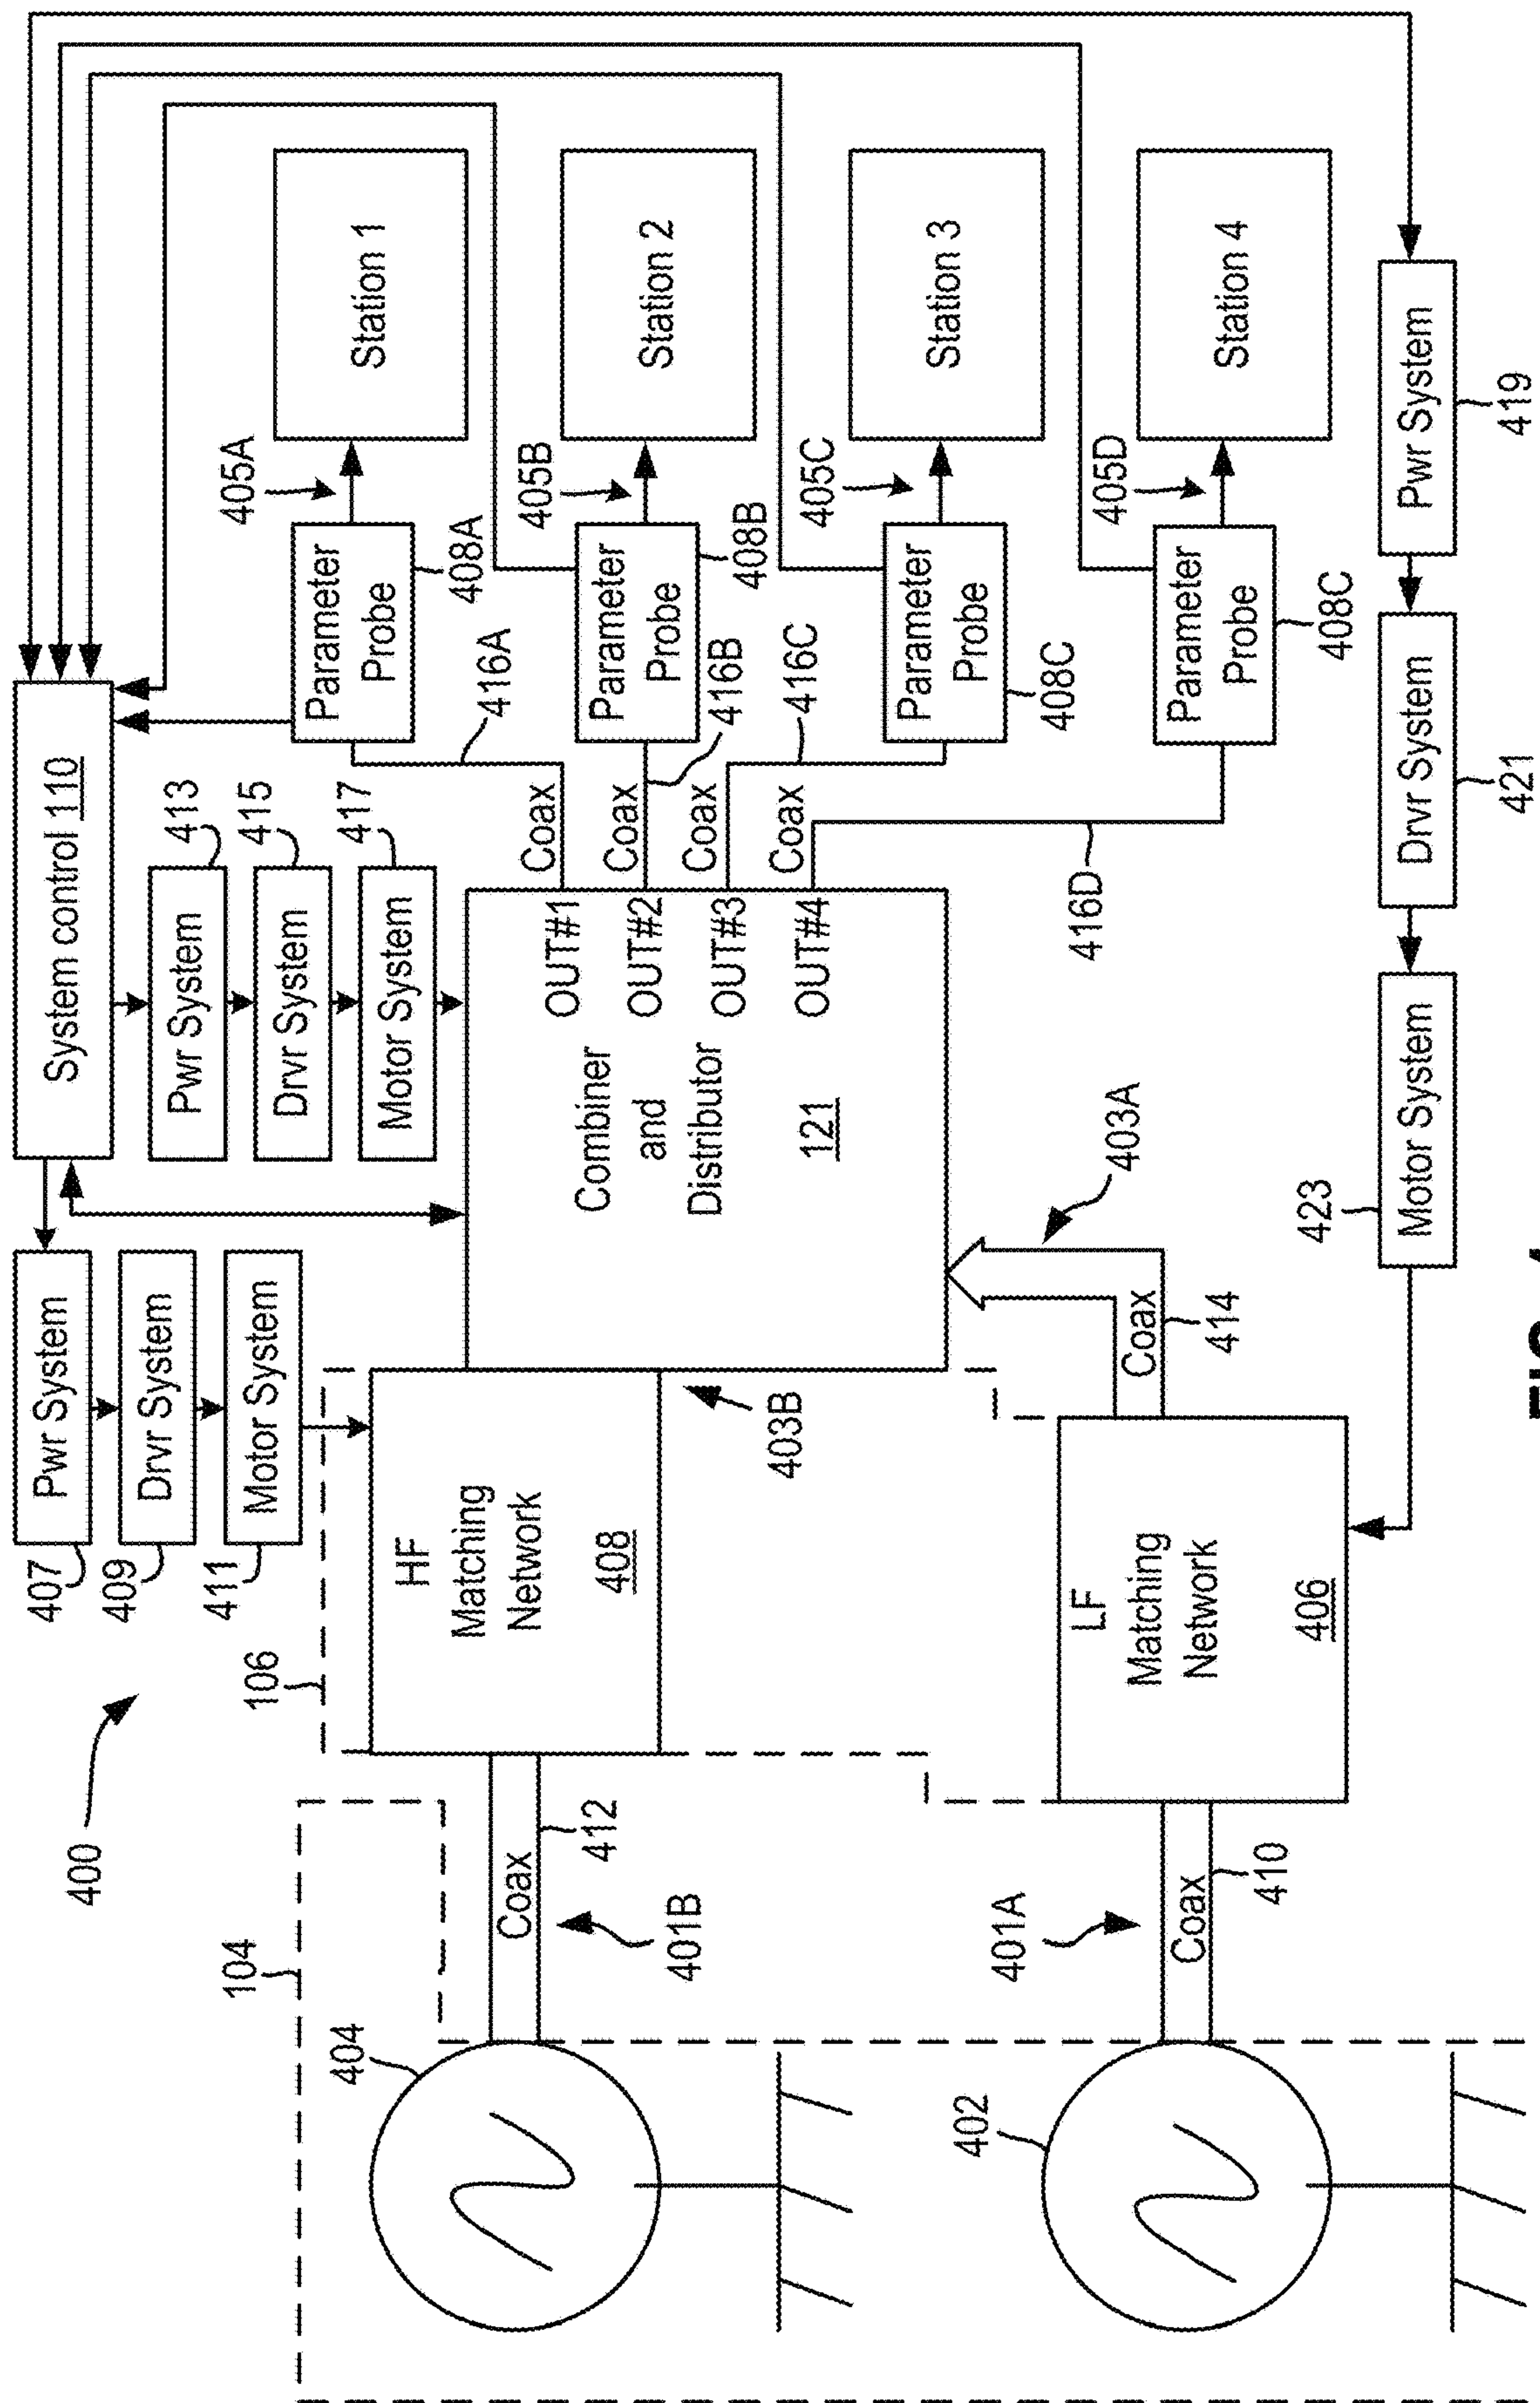 400
104
106
404
402
407
409
411
Pwr System
Drvr System
Motor System
System control 110
Pwr System
413
Drvr System
415
Motor System
417
Coax
412
401B
Coax
410
401A
HF
Matching
Network
408
LF
Matching
Network
406
403B
Coax
414
403A
Combiner
and
Distributor
121
OUT#1
OUT#2
OUT#3
OUT#4
Coax
Coax
Coax
Coax
416A
416B
416C
416D
Parameter
Probe
408A
Parameter
Probe
408B
Parameter
Probe
408C
Parameter
Probe
408C
405A
405B
405C
405D
Station 1
Station 2
Station 3
Station 4
Motor System
423
Drvr System
421
Pwr System
419